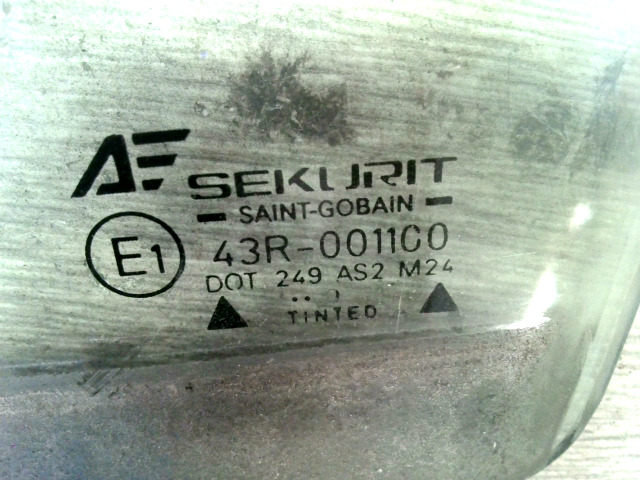 AF SEKURIT
SAINT-GOBAIN
E1 43R-0011C0
DOT 249 AS2 M24
TINTED